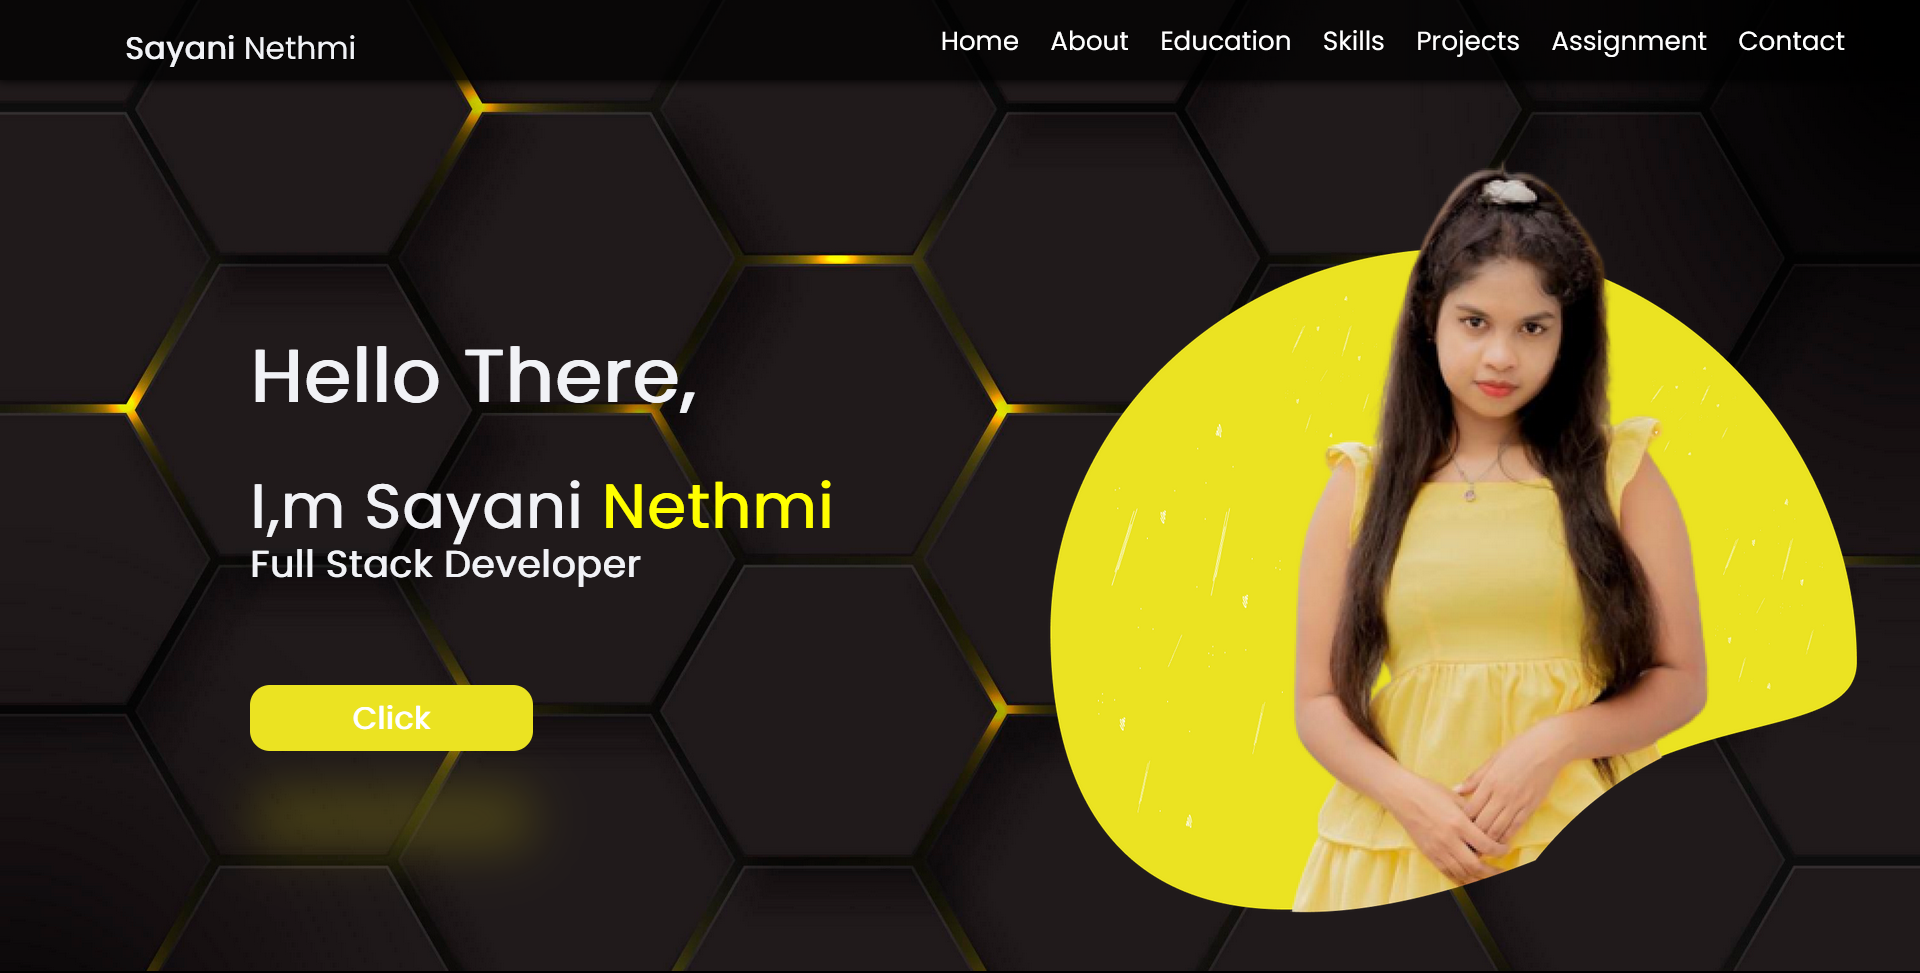 Sayani Nethmi
Home About Education Skills Projects Assignment Contact
Hello There,
I,m Sayani Nethmi
Full Stack Developer
Click